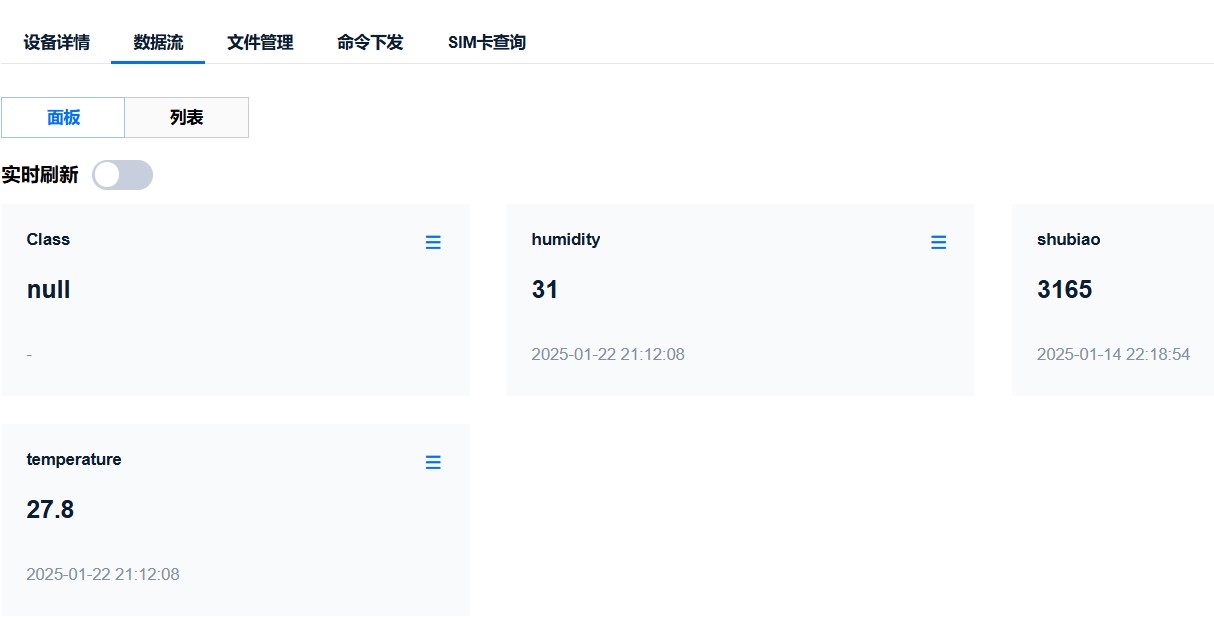 设备详情 数据流 文件管理 命令下发 SIM卡查询
面板 列表
实时刷新
Class
null
-
humidity
31
2025-01-22 21:12:08
shubiao
3165
2025-01-14 22:18:54
temperature
27.8
2025-01-22 21:12:08